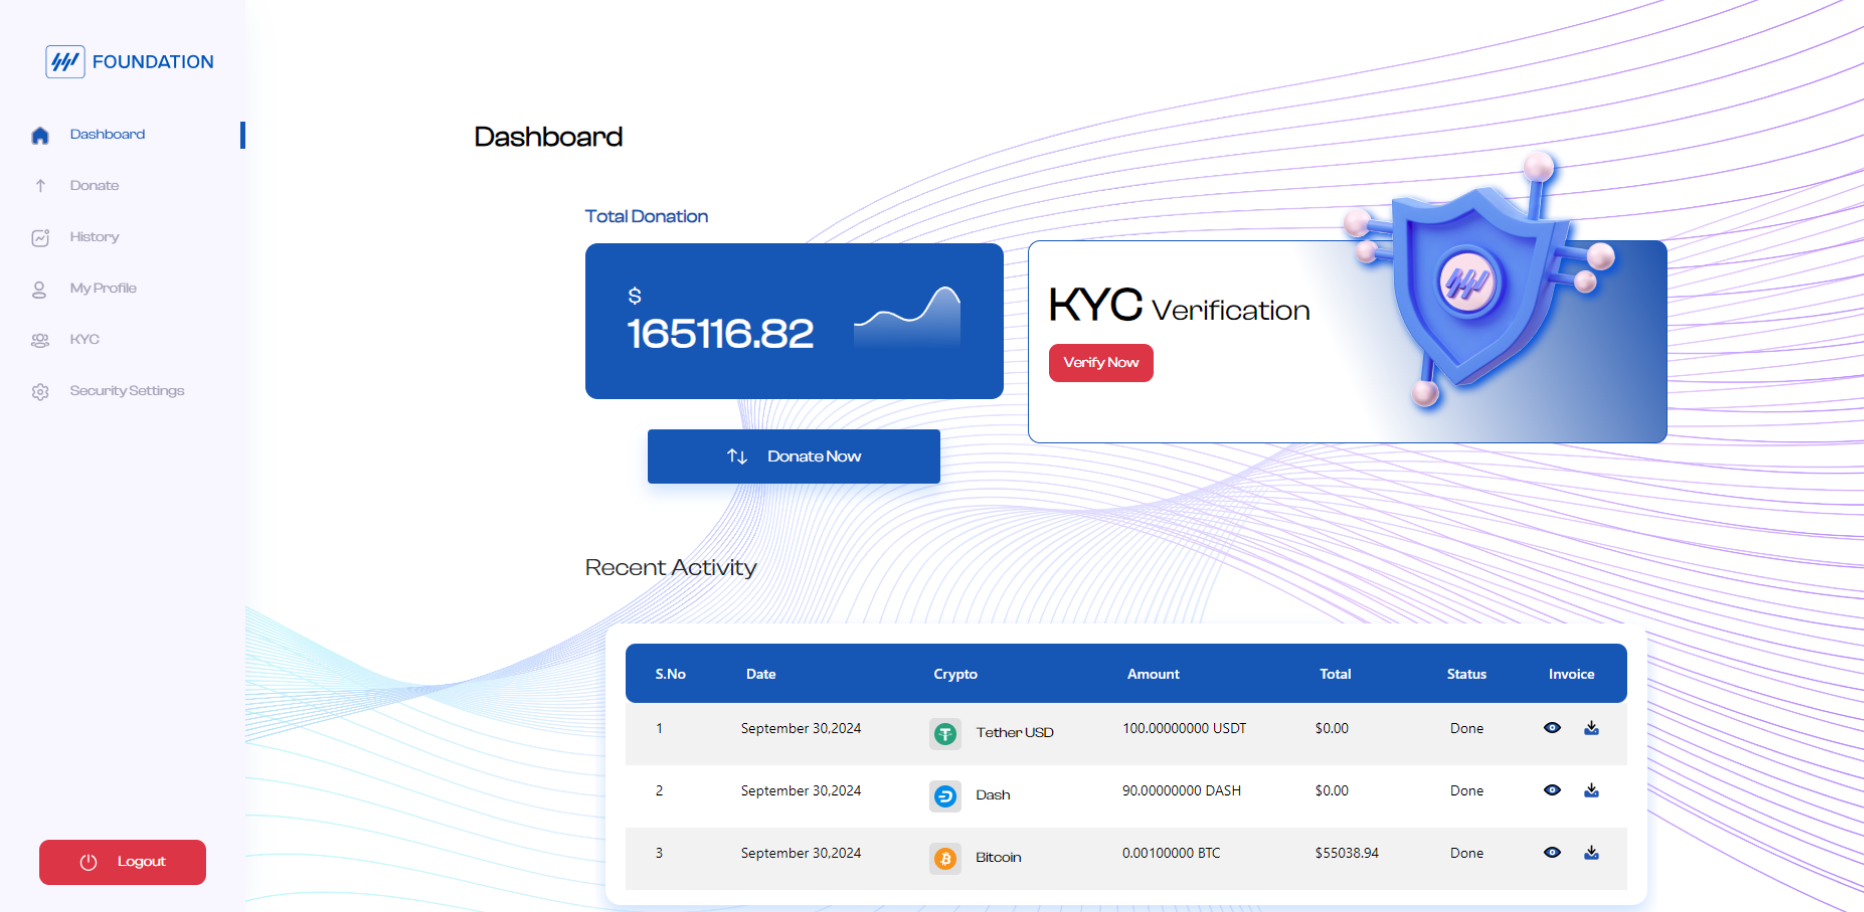 FOUNDATION
Dashboard
Donate
History
My Profile
KYC
Security Settings
Logout
Dashboard
Total Donation
$
165116.82
Donate Now
KYC Verification
Verify Now
Recent Activity
S.No Date Crypto Amount Total Status Invoice
1 September 30,2024 Tether USD 100.00000000 USDT $0.00 Done
2 September 30,2024 Dash 90.00000000 DASH $0.00 Done
3 September 30,2024 Bitcoin 0.00100000 BTC $55038.94 Done